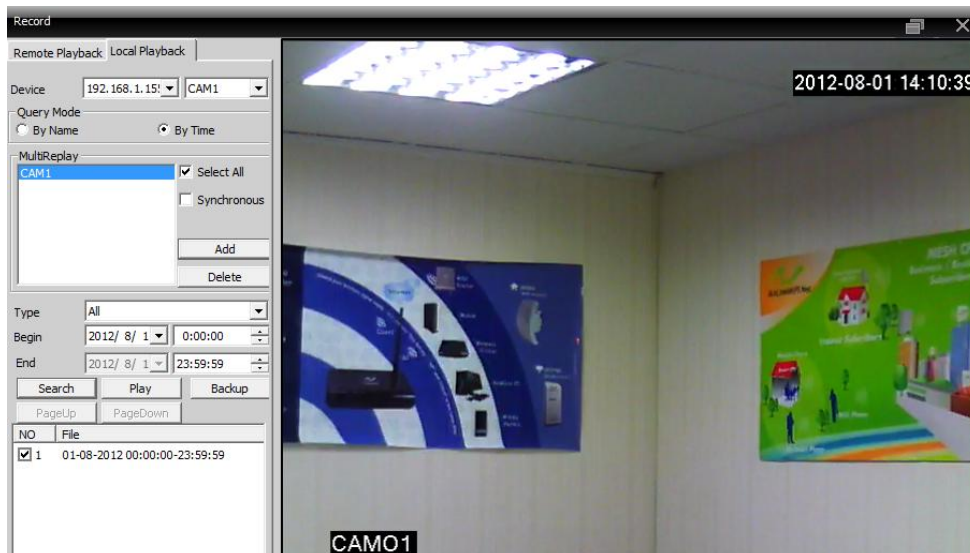 Record
Remote Playback Local Playback
Device 192.168.1.15 CAM1
Query Mode
By Name By Time
MultiReplay
CAM1 Select All
Synchronous
Add
Delete
Type All
Begin 2012/ 8/ 1 0:00:00
End 2012/ 8/ 1 23:59:59
Search Play Backup
PageUp PageDown
NO File
1 01-08-2012 00:00:00-23:59:59
2012-08-01 14:10:39
MESH
CAMO1